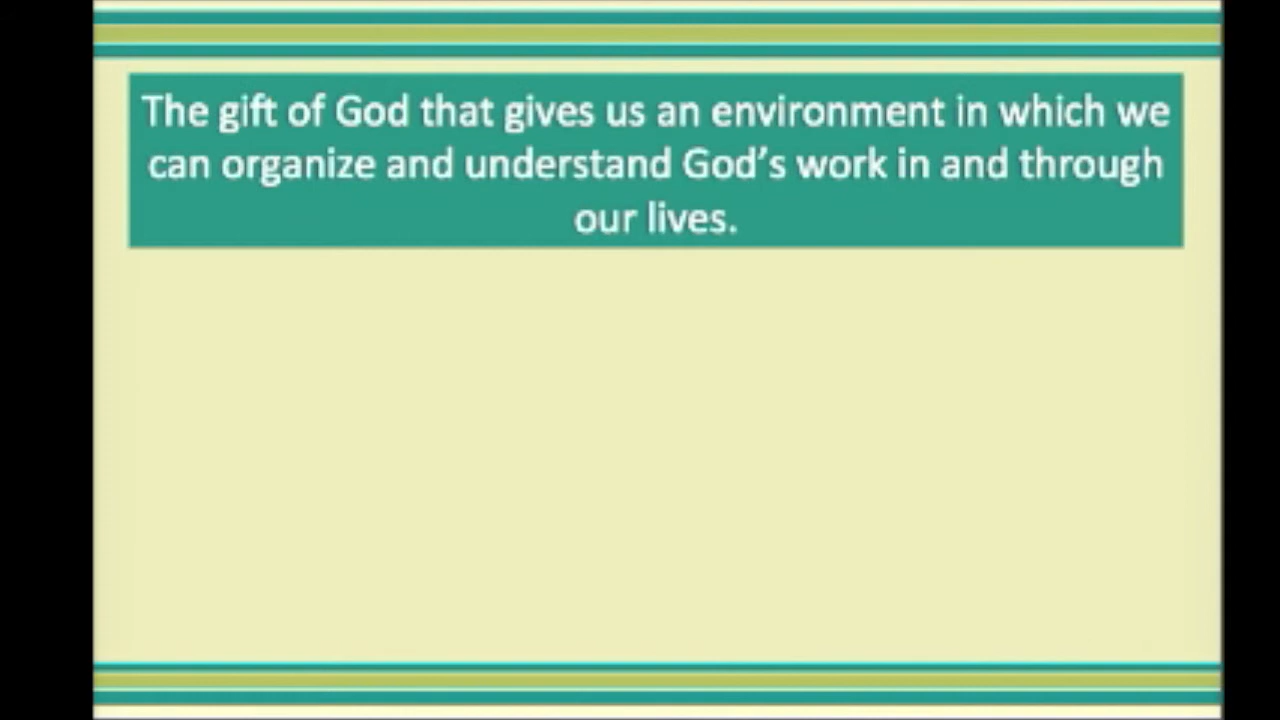 The gift of God that gives us an environment in which we
can organize and understand God's work in and through
our lives.